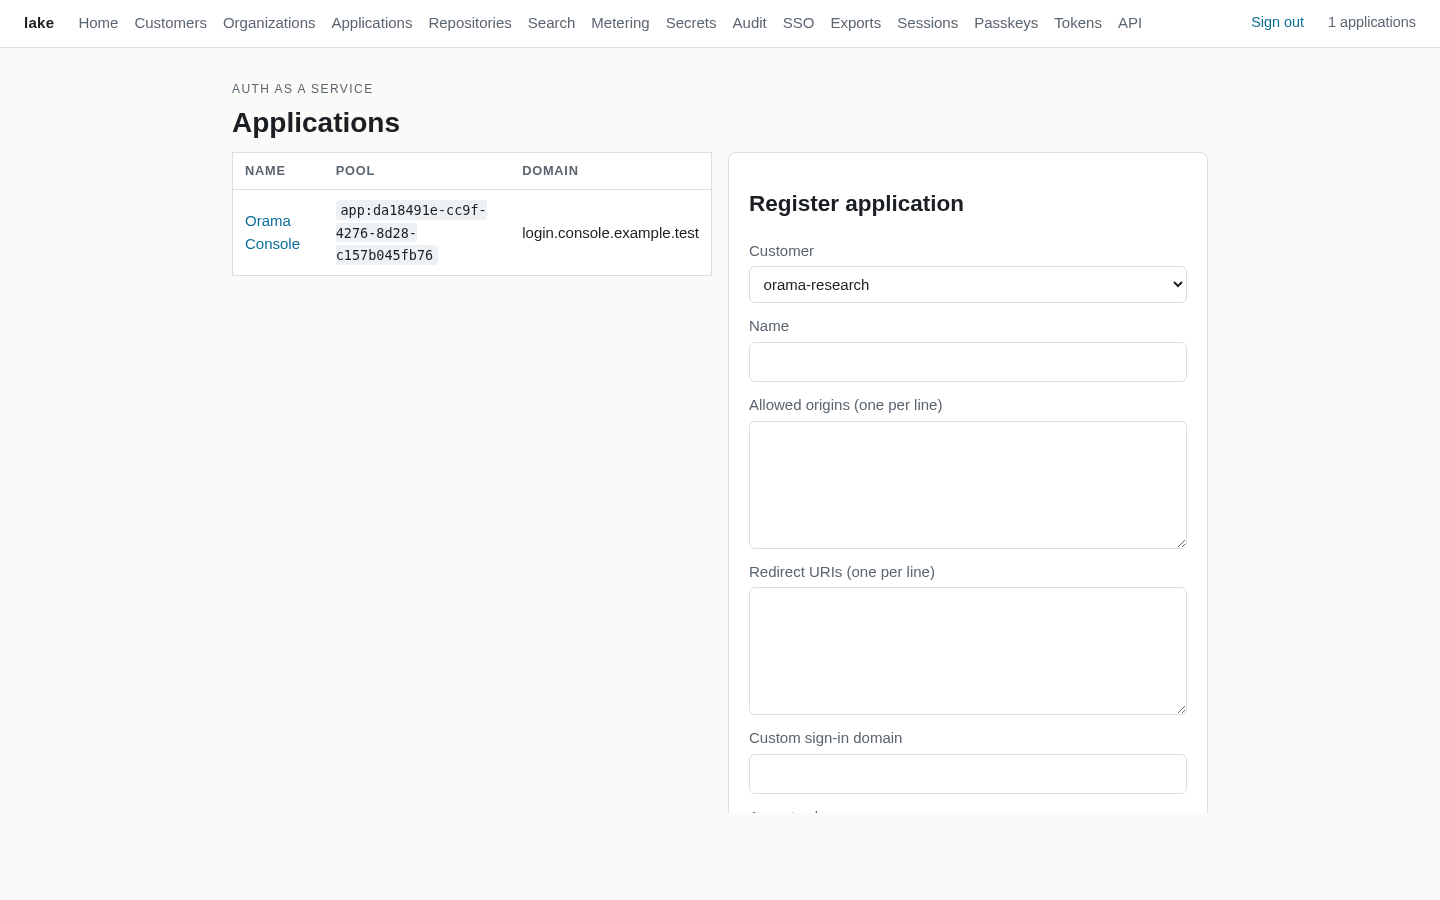 lake Home Customers Organizations Applications Repositories Search Metering Secrets Audit SSO Exports Sessions Passkeys Tokens API Sign out 1 applications
AUTH AS A SERVICE
Applications
NAME POOL DOMAIN
Orama Console app:da18491e-cc9f-4276-8d28-c157b045fb76 login.console.example.test
Register application
Customer
orama-research
Name
Allowed origins (one per line)
Redirect URIs (one per line)
Custom sign-in domain